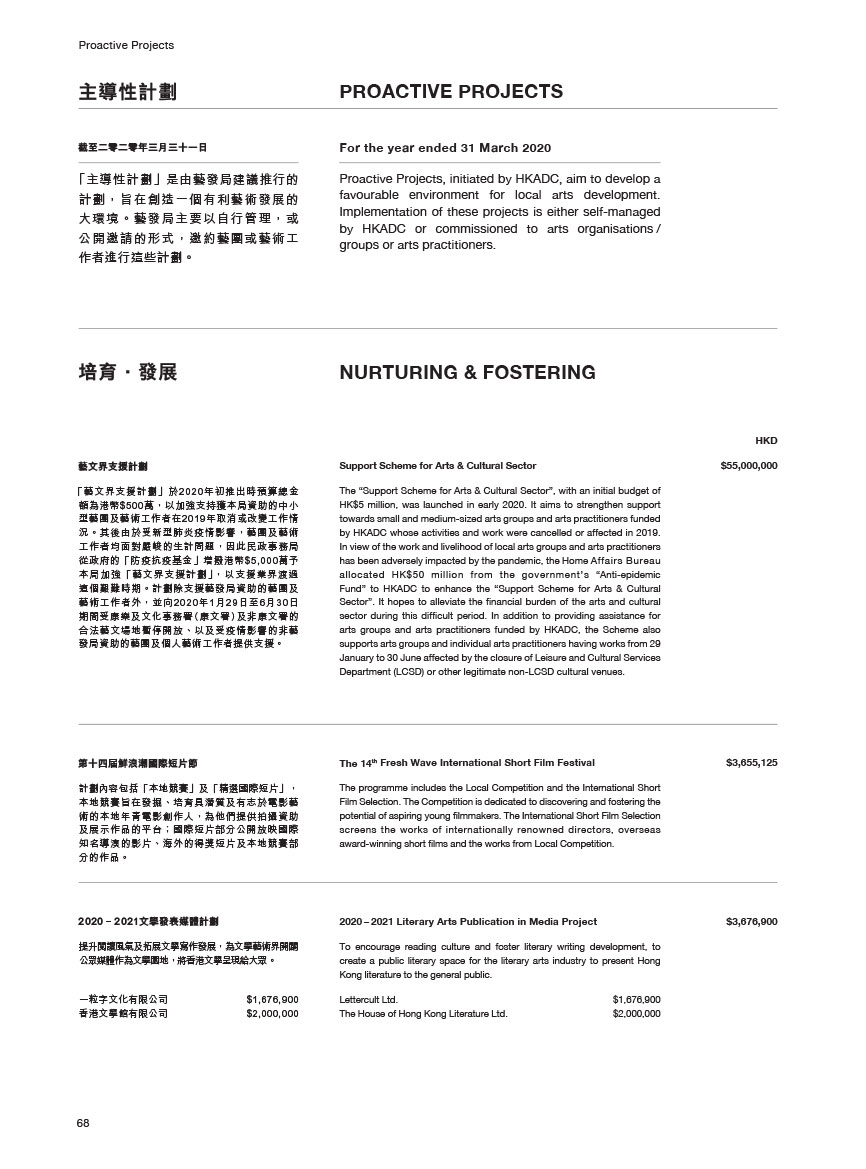 Proactive Projects
主導性計劃
PROACTIVE PROJECTS
截至二零二零年三月三十一日
「主導性計劃」是由藝發局建議推行的
計劃，旨在創造一個有利藝術發展的
大環境。藝發局主要以自行管理，或
公開邀請的形式，邀約藝團或藝術工
作者進行這些計劃。
For the year ended 31 March 2020
Proactive Projects, initiated by HKADC, aim to develop a
favourable environment for local arts development.
Implementation of these projects is either self-managed
by HKADC or commissioned to arts organisations/
groups or arts practitioners.
培育．發展
NURTURING & FOSTERING
HKD
藝文界支援計劃
「藝文界支援計劃」於2020年初推出時預算總金
額為港幣$500萬，以加強支持獲本局資助的中小
型藝團及藝術工作者在2019年取消或改變工作情
況。其後由於受新型肺炎疫情影響，藝團及藝術
工作者均面對嚴峻的生計問題，因此民政事務局
從政府的「防疫抗疫基金」增撥港幣$5,000萬予
本局加強「藝文界支援計劃」，以支援業界渡過
這個艱難時期。計劃除支援藝發局資助的藝團及
藝術工作者外，並向2020年1月29日至6月30日
期間受康樂及文化事務署(康文署)及非康文署的
合法藝文場地暫停開放、以及受疫情影響的非藝
發局資助的藝團及個人藝術工作者提供支援。
Support Scheme for Arts & Cultural Sector
$55,000,000
The “Support Scheme for Arts & Cultural Sector”, with an initial budget of
HK$5 million, was launched in early 2020. It aims to strengthen support
towards small and medium-sized arts groups and arts practitioners funded
by HKADC whose activities and work were cancelled or affected in 2019.
In view of the work and livelihood of local arts groups and arts practitioners
has been adversely impacted by the pandemic, the Home Affairs Bureau
allocated HK$50 million from the government’s “Anti-epidemic
Fund” to HKADC to enhance the “Support Scheme for Arts & Cultural
Sector”. It hopes to alleviate the financial burden of the arts and cultural
sector during this difficult period. In addition to providing assistance for
arts groups and arts practitioners funded by HKADC, the Scheme also
supports arts groups and individual arts practitioners having works from 29
January to 30 June affected by the closure of Leisure and Cultural Services
Department (LCSD) or other legitimate non-LCSD cultural venues.
第十四屆鮮浪潮國際短片節
計劃內容包括「本地競賽」及「精選國際短片」，
本地競賽旨在發掘、培育具潛質及有志於電影藝
術的本地年青電影創作人，為他們提供拍攝資助
及展示作品的平台；國際短片部分公開放映國際
知名導演的影片、海外的得獎短片及本地競賽部
分的作品。
The 14th Fresh Wave International Short Film Festival
$3,655,125
The programme includes the Local Competition and the International Short
Film Selection. The Competition is dedicated to discovering and fostering the
potential of aspiring young filmmakers. The International Short Film Selection
screens the works of internationally renowned directors, overseas
award-winning short films and the works from Local Competition.
2020 – 2021文學發表媒體計劃
提升閱讀風氣及拓展文學寫作發展，為文學藝術界開闢
公眾媒體作為文學園地，將香港文學呈現給大眾。
一粒字文化有限公司 $1,676,900
香港文學館有限公司 $2,000,000
2020 – 2021 Literary Arts Publication in Media Project
$3,676,900
To encourage reading culture and foster literary writing development, to
create a public literary space for the literary arts industry to present Hong
Kong literature to the general public.
Lettercult Ltd. $1,676,900
The House of Hong Kong Literature Ltd. $2,000,000
68